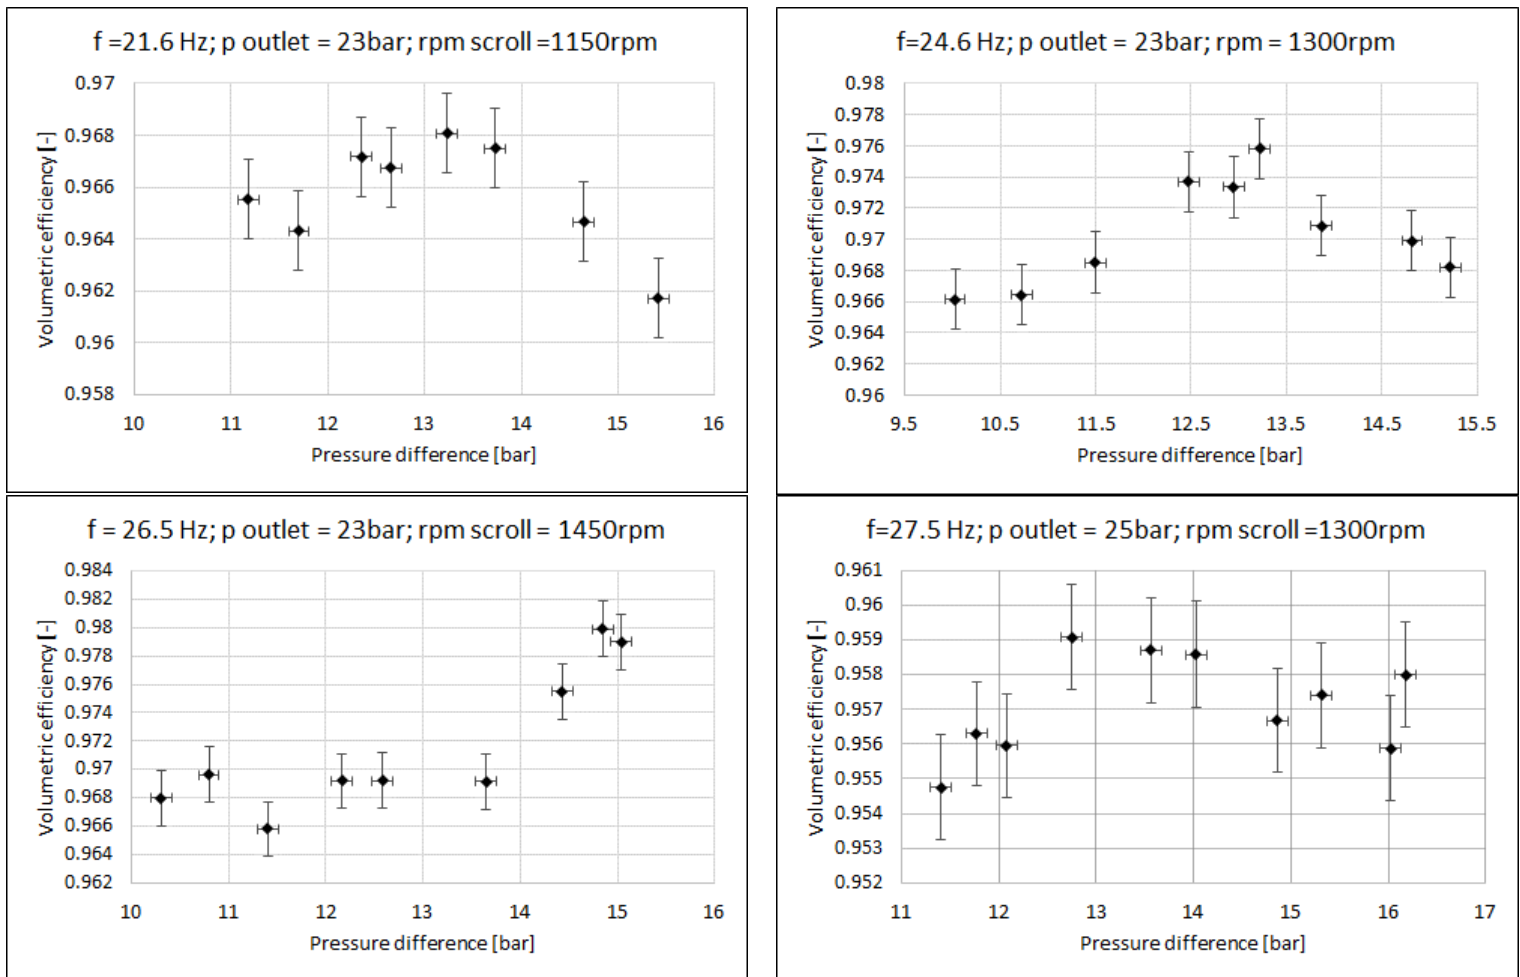 f =21.6 Hz; p outlet = 23bar; rpm scroll =1150rpm
Volumetric efficiency [-]
0.97
0.968
0.966
0.964
0.962
0.96
0.958
10 11 12 13 14 15 16
Pressure difference [bar]
f=24.6 Hz; p outlet = 23bar; rpm = 1300rpm
Volumetric efficiency [-]
0.98
0.978
0.976
0.974
0.972
0.97
0.968
0.966
0.964
0.962
0.96
9.5 10.5 11.5 12.5 13.5 14.5 15.5
Pressure difference [bar]
f = 26.5 Hz; p outlet = 23bar; rpm scroll = 1450rpm
Volumetric efficiency [-]
0.984
0.982
0.98
0.978
0.976
0.974
0.972
0.97
0.968
0.966
0.964
0.962
10 11 12 13 14 15 16
Pressure difference [bar]
f=27.5 Hz; p outlet = 25bar; rpm scroll =1300rpm
Volumetric efficiency [-]
0.961
0.96
0.959
0.958
0.957
0.956
0.955
0.954
0.953
0.952
11 12 13 14 15 16 17
Pressure difference [bar]